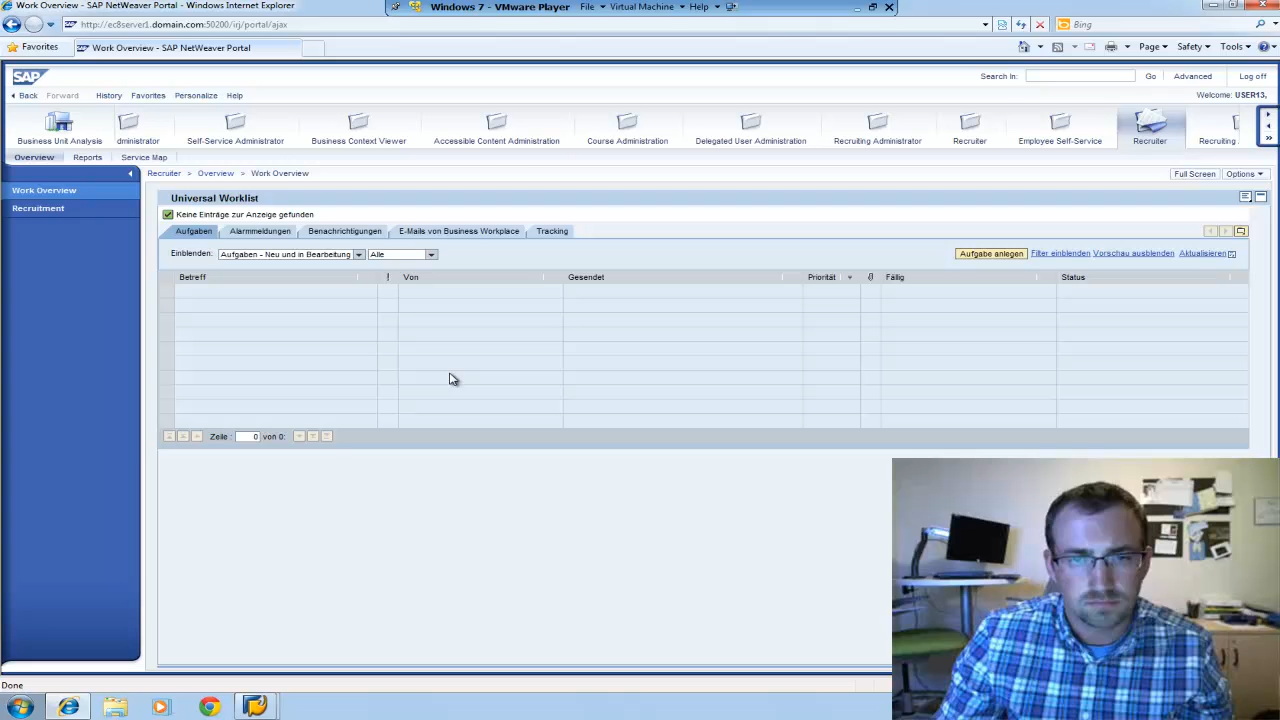 Work Overview - SAP NetWeaver Portal - Windows Internet Explorer
Windows 7 - VMware Player File Virtual Machine Help
http://ec8server1.domain.com:50200/irj/portal/ajax
Bing
Favorites
Work Overview - SAP NetWeaver Portal
Page Safety Tools
SAP
Search In: Go Advanced Log off
Back Forward History Favorites Personalize Help
Welcome: USER13,
Business Unit Analysis dministrator Self-Service Administrator Business Context Viewer Accessible Content Administration Course Administration Delegated User Administration Recruiting Administrator Recruiter Employee Self-Service Recruiter Recruiting
Overview Reports Service Map
Recruiter > Overview > Work Overview
Full Screen Options
Work Overview
Recruitment
Universal Worklist
Keine Einträge zur Anzeige gefunden
Aufgaben Alarmmeldungen Benachrichtigungen E-Mails von Business Workplace Tracking
Einblenden: Aufgaben - Neu und in Bearbeitung Alle
Aufgabe anlegen Filter einblenden Vorschau ausblenden Aktualisieren
Betreff ! Von Gesendet Priorität Fällig Status
Zeile : 0 von 0:
Done